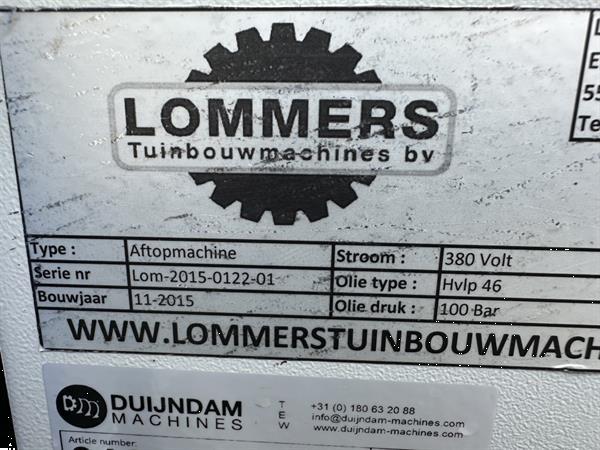 LOMMERS
Tuinbouwmachines bv
Type : Aftopmachine Stroom : 380 Volt
Serie nr Lom-2015-0122-01 Olie type : Hvlp 46
Bouwjaar 11-2015 Olie druk : 100 Bar
WWW.LOMMERSTUINBOUWMACH
DUIJNDAM
MACHINES
T +31 (0) 180 63 20 88
E info@duijndam-machines.com
W www.duijndam-machines.com
Article number: